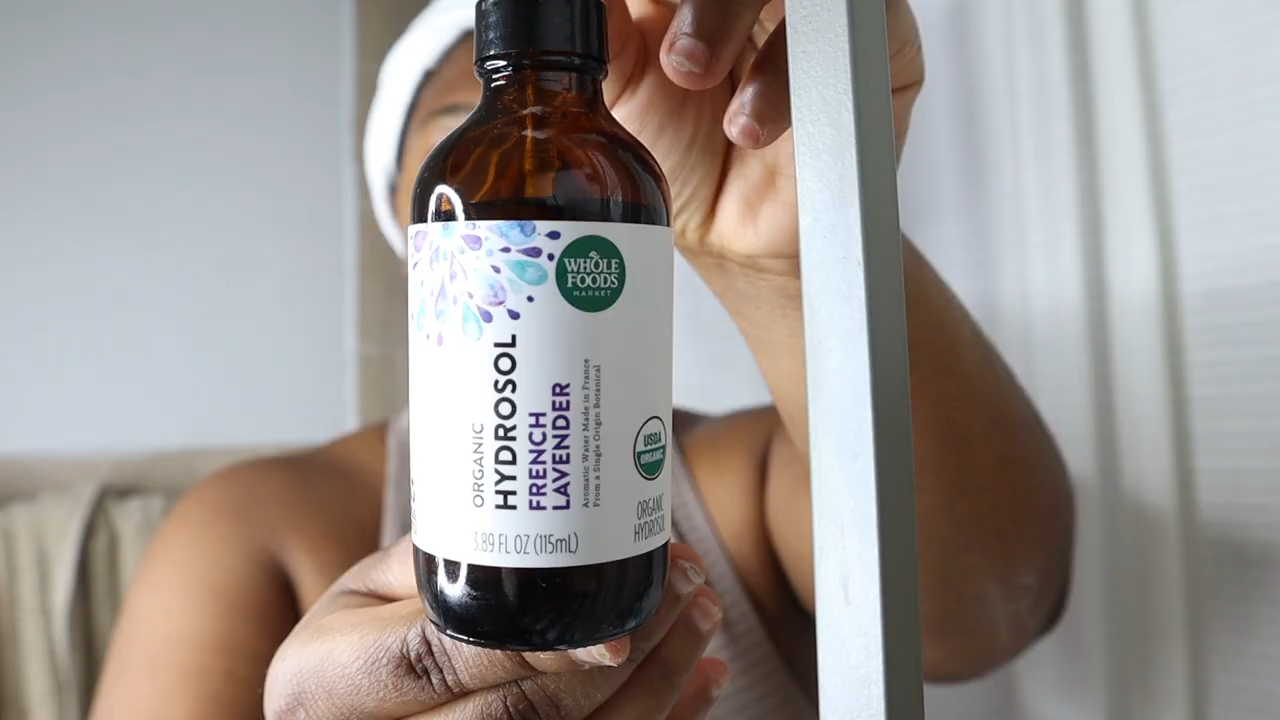 WHOLE
FOODS
MARKET
ORGANIC
HYDROSOL
FRENCH
LAVENDER
Aromatic Water Made in France
From a Single Origin Botanical
USDA
ORGANIC
ORGANIC
HYDROSOL
3.89 FL OZ (115mL)